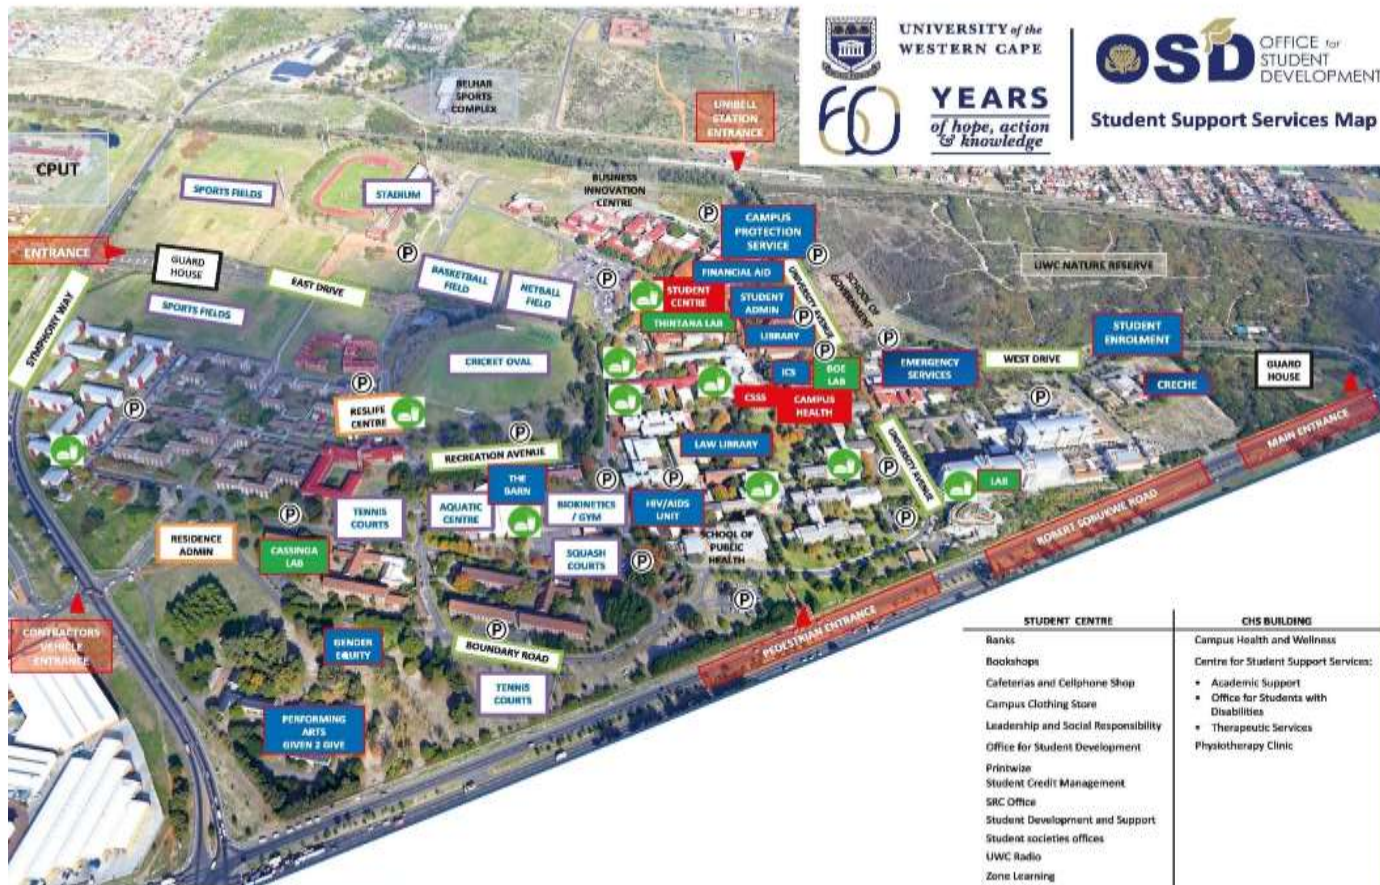 UNIVERSITY of the
WESTERN CAPE
60
YEARS
of hope, action
& knowledge
OSD
OFFICE for
STUDENT
DEVELOPMENT
Student Support Services Map
BELHAR
SPORTS
COMPLEX
UNIBELL
STATION
ENTRANCE
CPUT
SPORTS FIELDS
STADIUM
BUSINESS
INNOVATION
CENTRE
P
CAMPUS
PROTECTION
SERVICE
ENTRANCE
GUARD
HOUSE
EAST DRIVE
P
BASKETBALL
FIELD
NETBALL
FIELD
P
FINANCIAL AID
P
UNIVERSITY AVENUE
SCHOOL OF
GOVERNMENT
UWC NATURE RESERVE
SYMPHONY WAY
SPORTS FIELDS
STUDENT
CENTRE
STUDENT
ADMIN
THINTANA LAB
P
LIBRARY
STUDENT
ENROLMENT
CRICKET OVAL
P
ICS
BOE
LAB
P
EMERGENCY
SERVICES
WEST DRIVE
GUARD
HOUSE
CRECHE
P
P
RESLIFE
CENTRE
CSSS
CAMPUS
HEALTH
P
MAIN ENTRANCE
P
RECREATION AVENUE
LAW LIBRARY
UNIVERSITY AVENUE
P
THE
BARN
P
P
LAB
ROBERT SOBUKWE ROAD
P
TENNIS
COURTS
AQUATIC
CENTRE
BIOKINETICS
/ GYM
HIV/AIDS
UNIT
P
RESIDENCE
ADMIN
CASSINGA
LAB
SQUASH
COURTS
P
SCHOOL OF
PUBLIC
HEALTH
P
PEDESTRIAN ENTRANCE
CONTRACTORS
VEHICLE
ENTRANCE
GENDER
EQUITY
P
BOUNDARY ROAD
TENNIS
COURTS
PERFORMING
ARTS
GIVEN 2 GIVE
STUDENT CENTRE
Banks
Bookshops
Cafeterias and Cellphone Shop
Campus Clothing Store
Leadership and Social Responsibility
Office for Student Development
Printwize
Student Credit Management
SRC Office
Student Development and Support
Student societies offices
UWC Radio
Zone Learning
CHS BUILDING
Campus Health and Wellness
Centre for Student Support Services:
• Academic Support
• Office for Students with
Disabilities
• Therapeutic Services
Physiotherapy Clinic